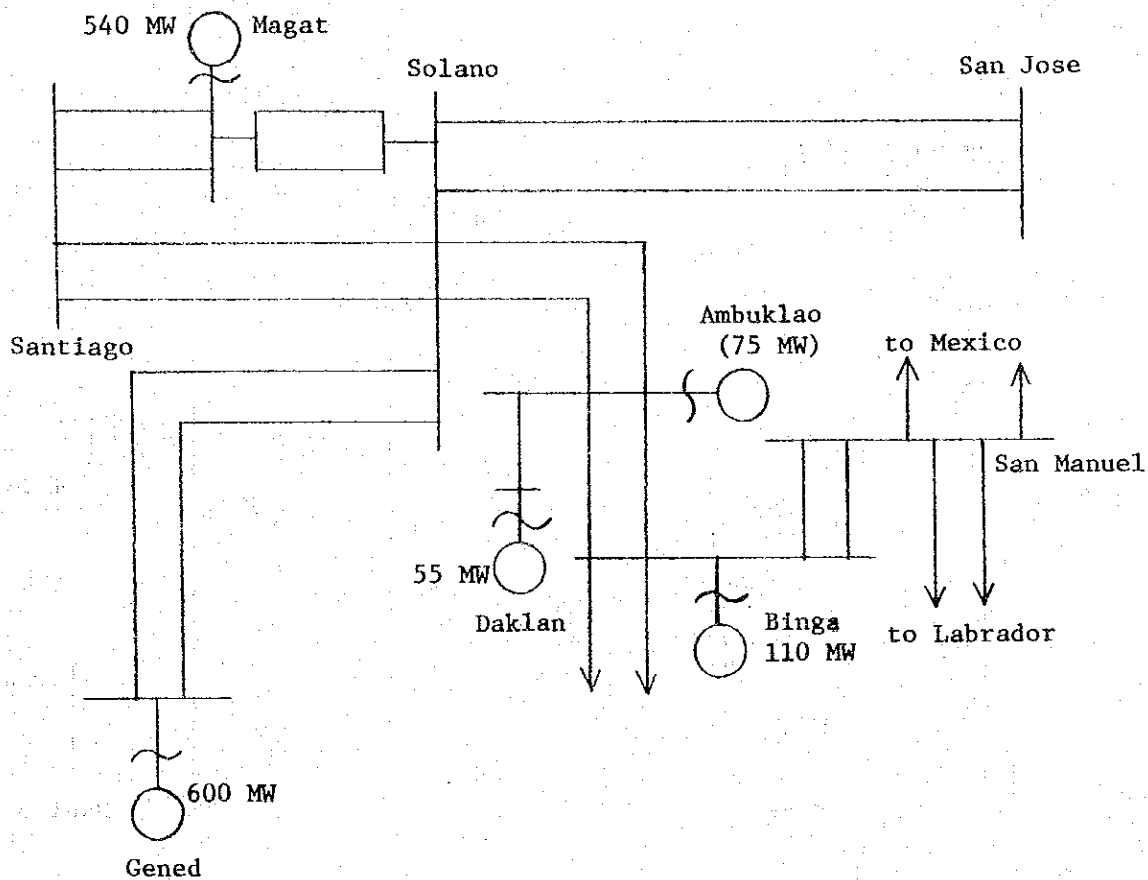 540 MW
Magat
Solano
San Jose
Santiago
Ambuklao
(75 MW)
to Mexico
San Manuel
55 MW
Daklan
Binga
110 MW
to Labrador
600 MW
Gened